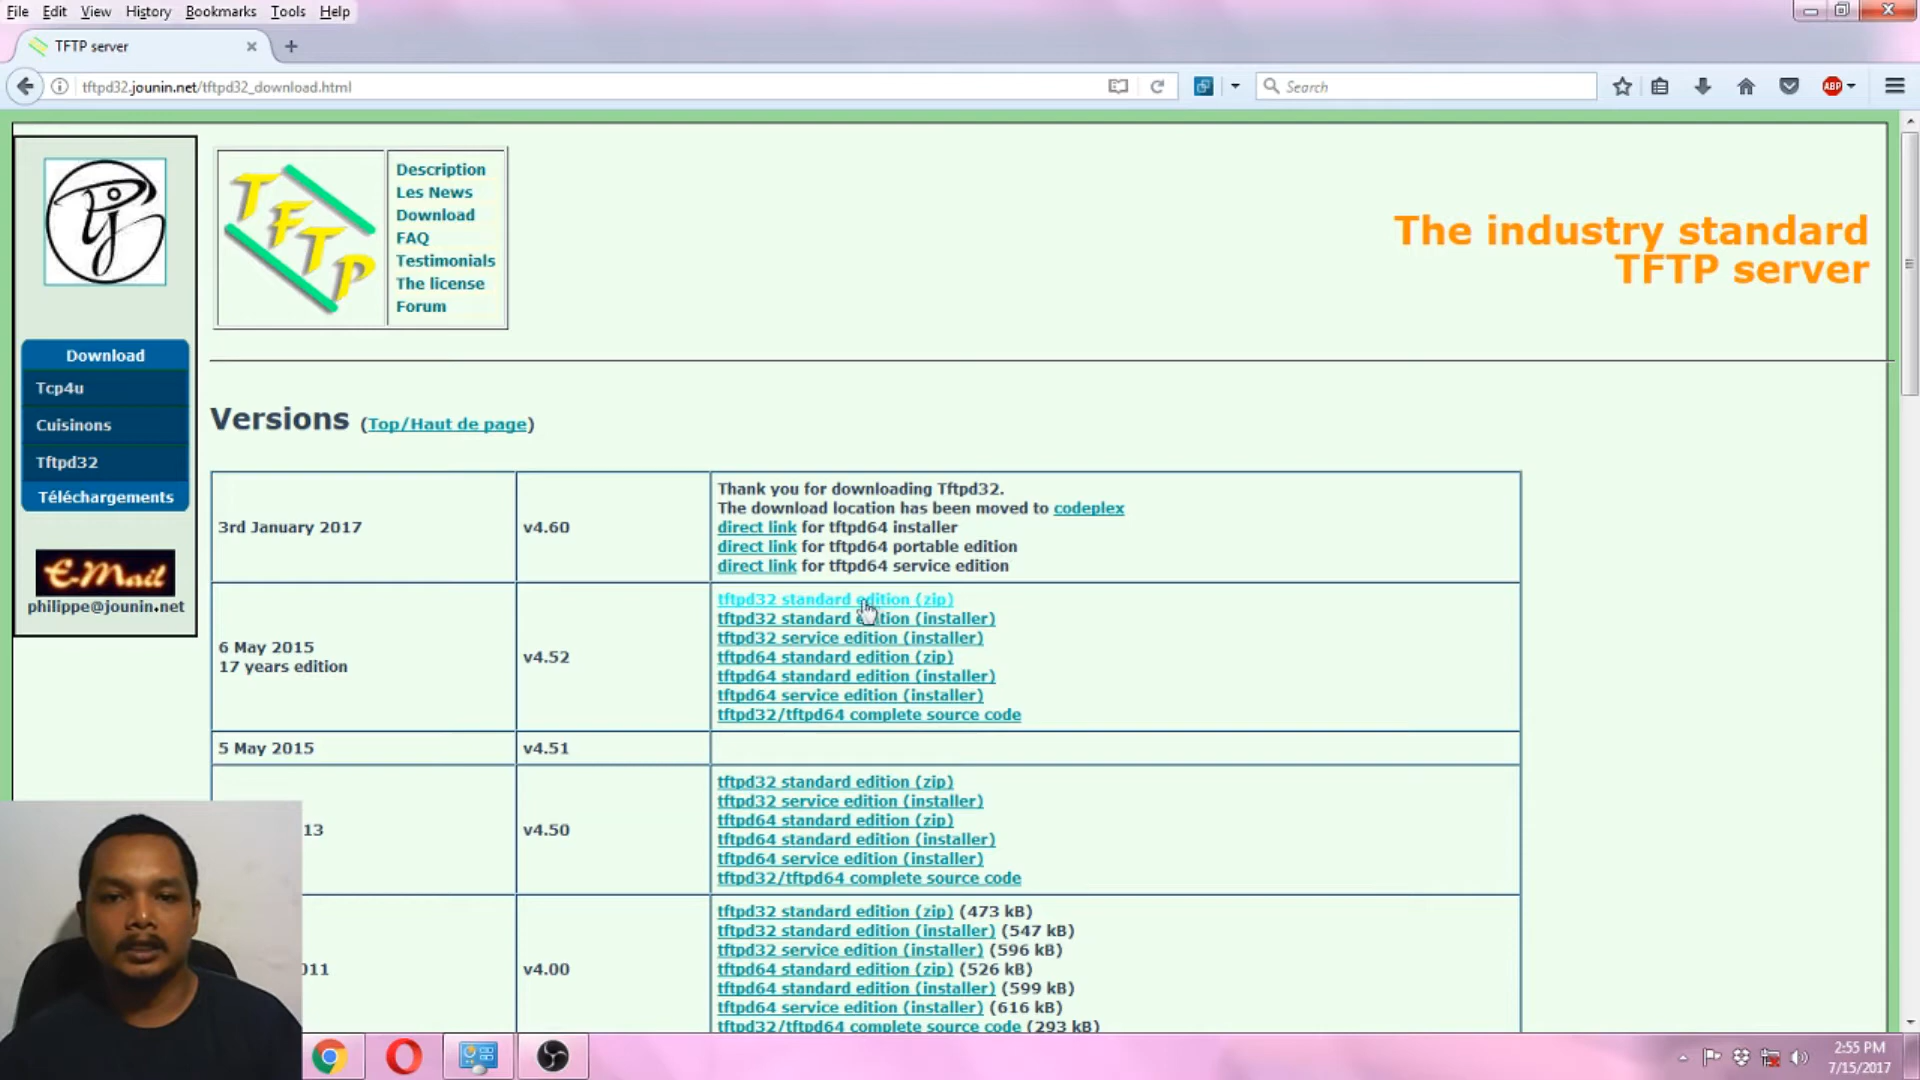 File Edit View History Bookmarks Tools Help
TFTP server
tftpd32.jounin.net/tftpd32_download.html
Search
ABP
TFTP
Description
Les News
Download
FAQ
Testimonials
The license
Forum
The industry standard
TFTP server
Download
Tcp4u
Cuisinons
Tftpd32
Téléchargements
E-Mail
philippe@jounin.net
Versions (Top/Haut de page)
3rd January 2017
v4.60
Thank you for downloading Tftpd32.
The download location has been moved to codeplex
direct link for tftpd64 installer
direct link for tftpd64 portable edition
direct link for tftpd64 service edition
6 May 2015
17 years edition
v4.52
tftpd32 standard edition (zip)
tftpd32 standard edition (installer)
tftpd32 service edition (installer)
tftpd64 standard edition (zip)
tftpd64 standard edition (installer)
tftpd64 service edition (installer)
tftpd32/tftpd64 complete source code
5 May 2015
v4.51
13
v4.50
tftpd32 standard edition (zip)
tftpd32 service edition (installer)
tftpd64 standard edition (zip)
tftpd64 standard edition (installer)
tftpd64 service edition (installer)
tftpd32/tftpd64 complete source code
011
v4.00
tftpd32 standard edition (zip) (473 kB)
tftpd32 standard edition (installer) (547 kB)
tftpd32 service edition (installer) (596 kB)
tftpd64 standard edition (zip) (526 kB)
tftpd64 standard edition (installer) (599 kB)
tftpd64 service edition (installer) (616 kB)
tftpd32/tftpd64 complete source code (293 kB)
2:55 PM
7/15/2017